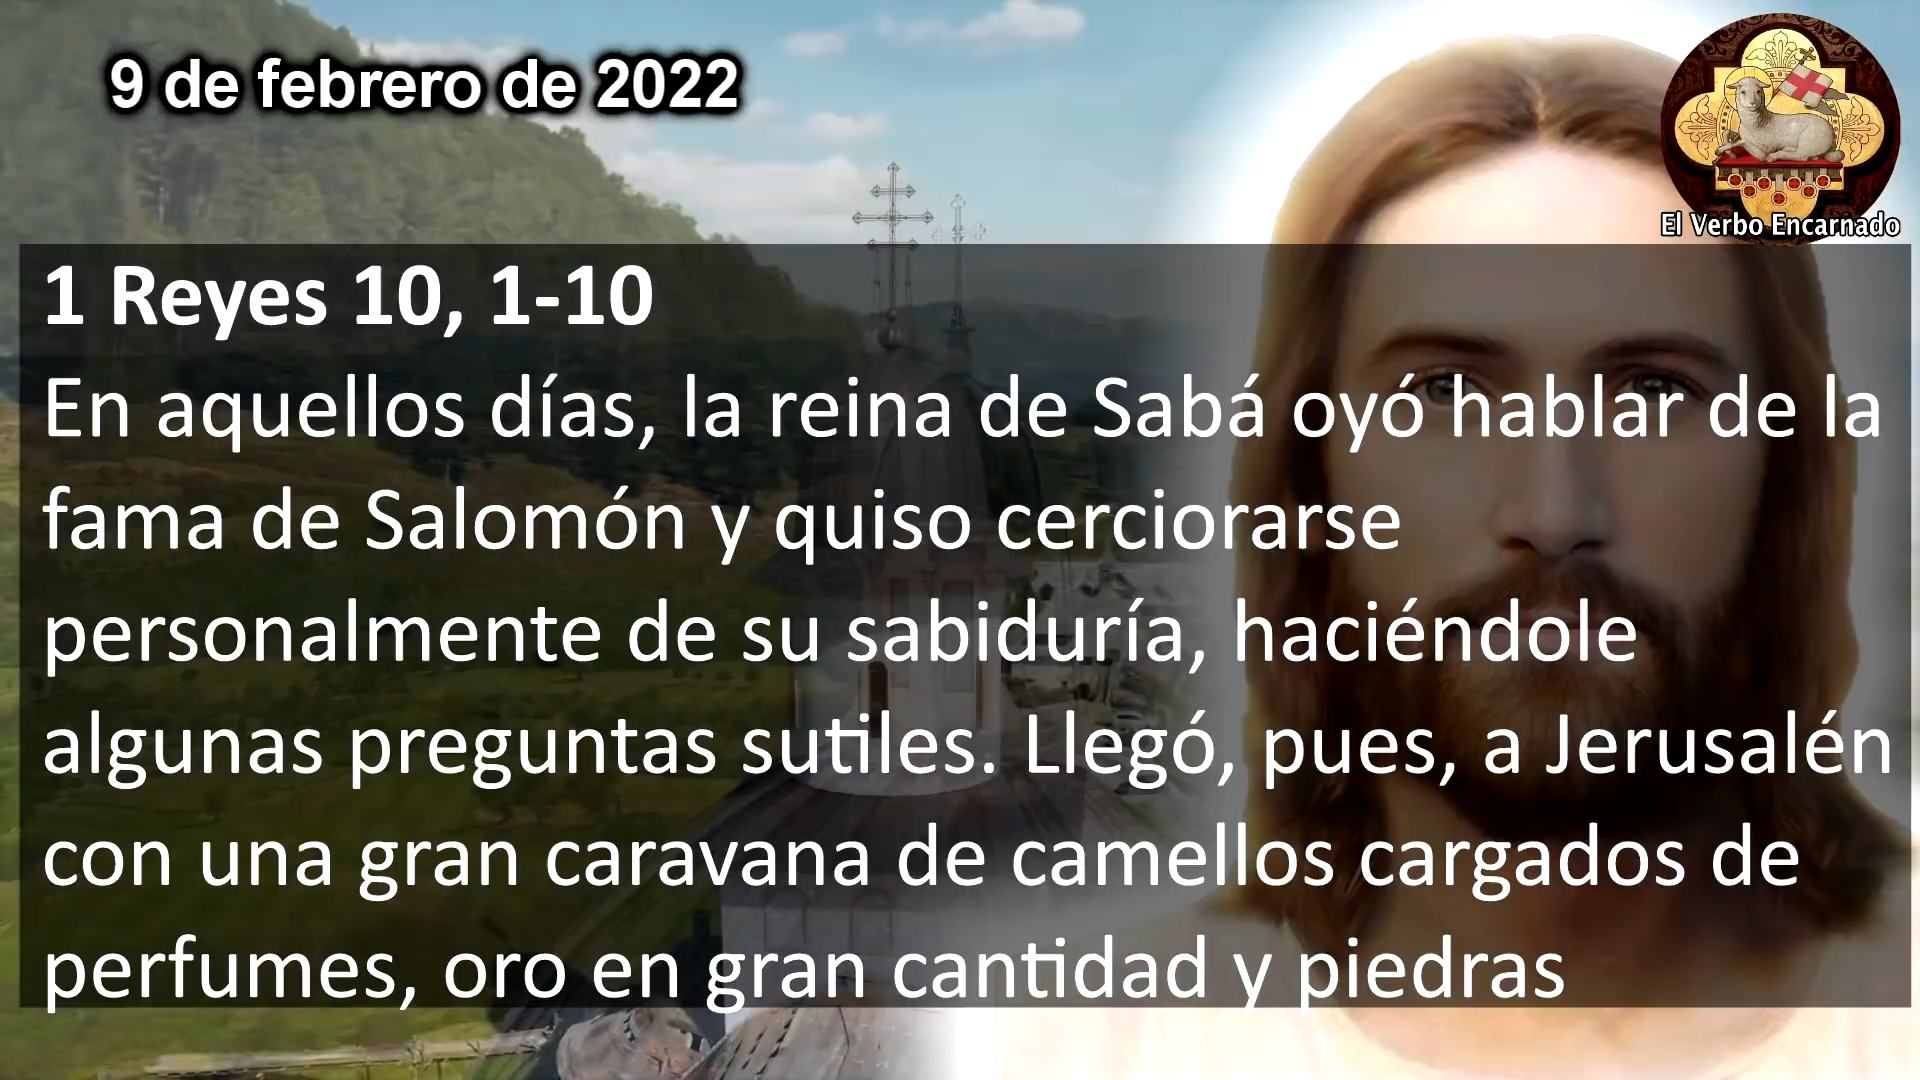 9 de febrero de 2022
El Verbo Encarnado
1 Reyes 10, 1-10
En aquellos días, la reina de Sabá oyó hablar de la
fama de Salomón y quiso cerciorarse
personalmente de su sabiduría, haciéndole
algunas preguntas sutiles. Llegó, pues, a Jerusalén
con una gran caravana de camellos cargados de
perfumes, oro en gran cantidad y piedras